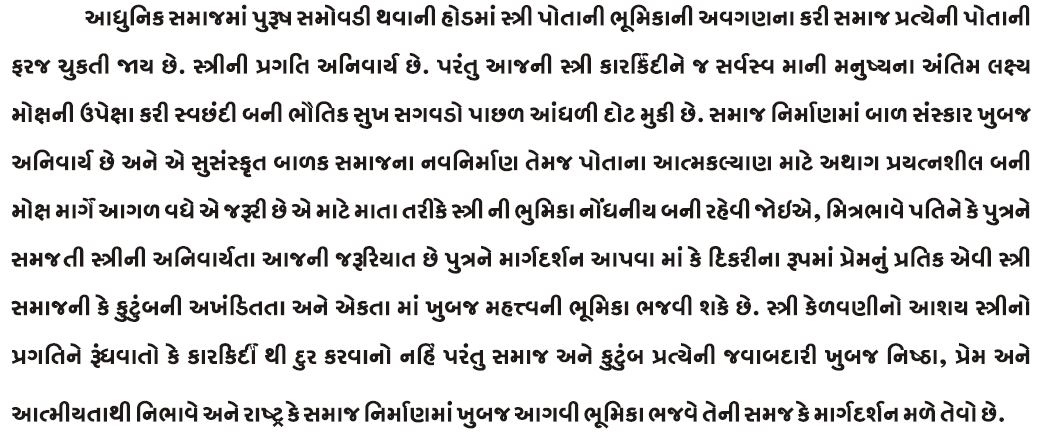 આધુનિક સમાજમાં પુરૂષ સમોવડી થવાની હોડમાં સ્ત્રી પોતાની ભૂમિકાની અવગણના કરી સમાજ પ્રત્યેની પોતાની
ફરજ ચુકતી જાય છે. સ્ત્રીની પ્રગતિ અનિવાર્ય છે. પરંતુ આજની સ્ત્રી કારકિર્દીને જ સર્વસ્વ માની મનુષ્યના અંતિમ લક્ષ્ય
મોક્ષની ઉપેક્ષા કરી સ્વછંદી બની ભૌતિક સુખ સગવડો પાછળ આંધળી દોટ મુકી છે. સમાજ નિર્માણમાં બાળ સંસ્કાર ખુબજ
અનિવાર્ય છે અને એ સુસંસ્કૃત બાળક સમાજના નવનિર્માણ તેમજ પોતાના આત્મકલ્યાણ માટે અથાગ પ્રયત્નશીલ બની
મોક્ષ માર્ગે આગળ વધે એ જરૂરી છે એ માટે માતા તરીકે સ્ત્રી ની ભુમિકા નોંધનીય બની રહેવી જોઇએ, મિત્રભાવે પતિને કે પુત્રને
સમજતી સ્ત્રીની અનિવાર્યતા આજની જરૂરિયાત છે પુત્રને માર્ગદર્શન આપવા માં કે દિકરીના રૂપમાં પ્રેમનું પ્રતિક એવી સ્ત્રી
સમાજની કે કુટુંબની અખંડિતતા અને એકતા માં ખુબજ મહત્ત્વની ભૂમિકા ભજવી શકે છે. સ્ત્રી કેળવણીનો આશય સ્ત્રીનો
પ્રગતિને રૂંધવાતો કે કારકિર્દી થી દુર કરવાનો નહિં પરંતુ સમાજ અને કુટુંબ પ્રત્યેની જવાબદારી ખુબજ નિષ્ઠા, પ્રેમ અને
આત્મીયતાથી નિભાવે અને રાષ્ટ્ર કે સમાજ નિર્માણમાં ખુબજ આગવી ભૂમિકા ભજવે તેની સમજ કે માર્ગદર્શન મળે તેવો છે.